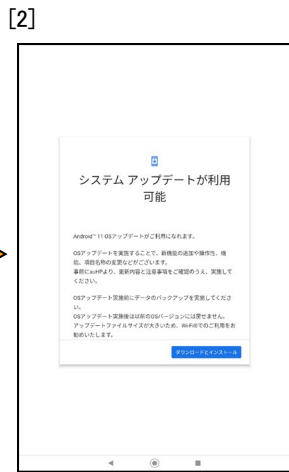 [2]
システム アップデートが利用
可能
Android™ 11 OSアップデートがご利用になれます。
OSアップデートを実施することで、新機能の追加や操作性、機
能、項目名称の変更などがございます。
事前にauHPより、更新内容と注意事項をご確認のうえ、実施して
ください。
OSアップデート実施前にデータのバックアップを実施してくださ
い。
OSアップデート実施後は以前のOSバージョンには戻せません。
アップデートファイルサイズが大きいため、Wi-Fi®でのご利用をお
勧めいたします。
ダウンロードとインストール